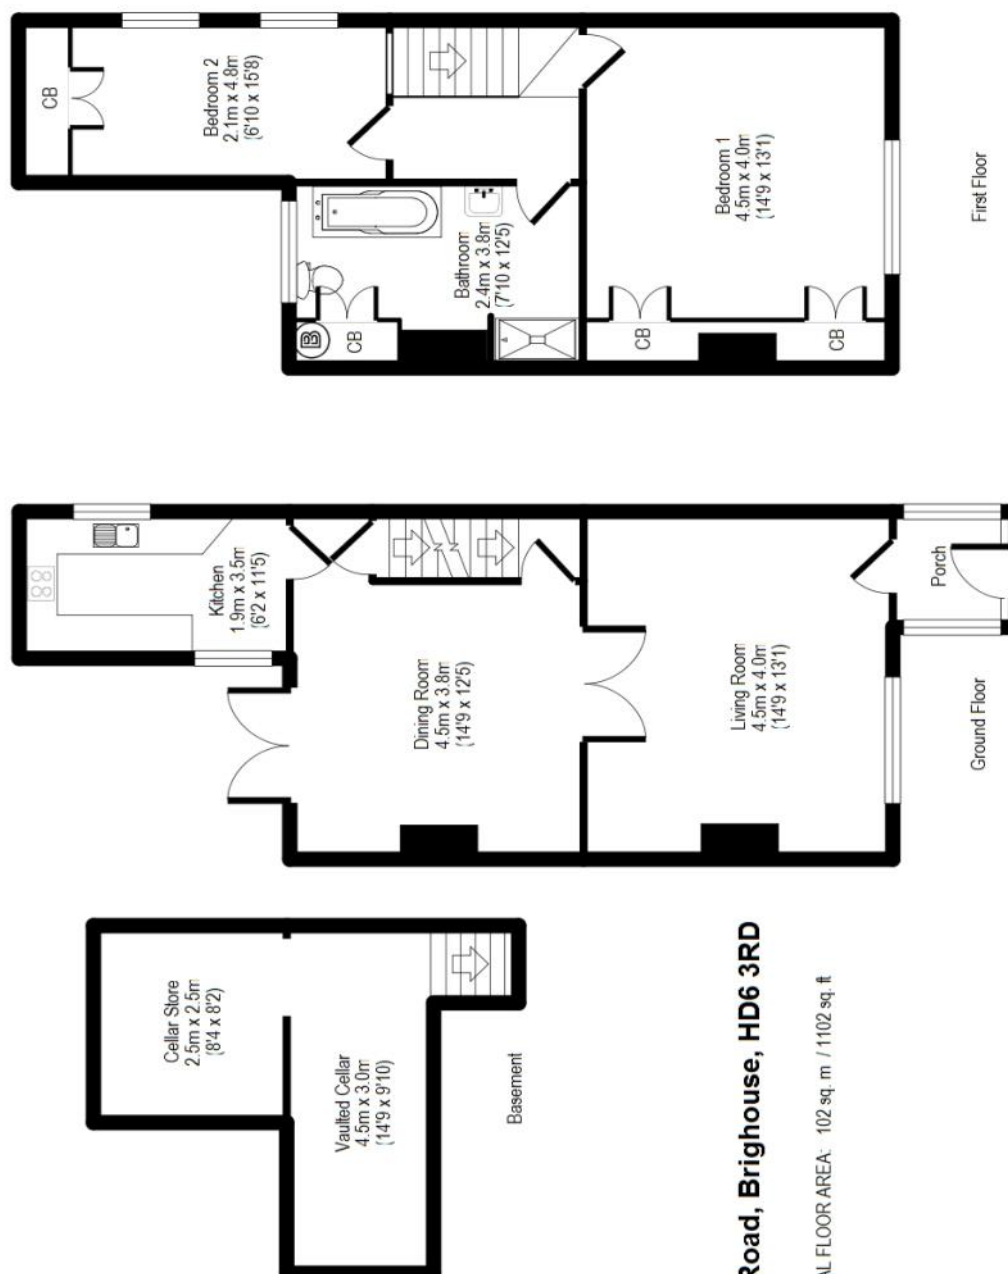 Cellar Store
2.5m x 2.5m
(8'4 x 8'2)
Vaulted Cellar
4.5m x 3.0m
(14'9 x 9'10)
Basement
Road, Brighouse, HD6 3RD
AL FLOOR AREA: 102 sq. m / 1102 sq. ft
Kitchen
1.9m x 3.5m
(6'2 x 11'5)
Dining Room
4.5m x 3.8m
(14'9 x 12'5)
Living Room
4.5m x 4.0m
(14'9 x 13'1)
Porch
Ground Floor
CB
Bedroom 2
2.1m x 4.8m
(6'10 x 15'8)
B
CB
Bathroom
2.4m x 3.8m
(7'10 x 12'5)
CB
CB
Bedroom 1
4.5m x 4.0m
(14'9 x 13'1)
First Floor